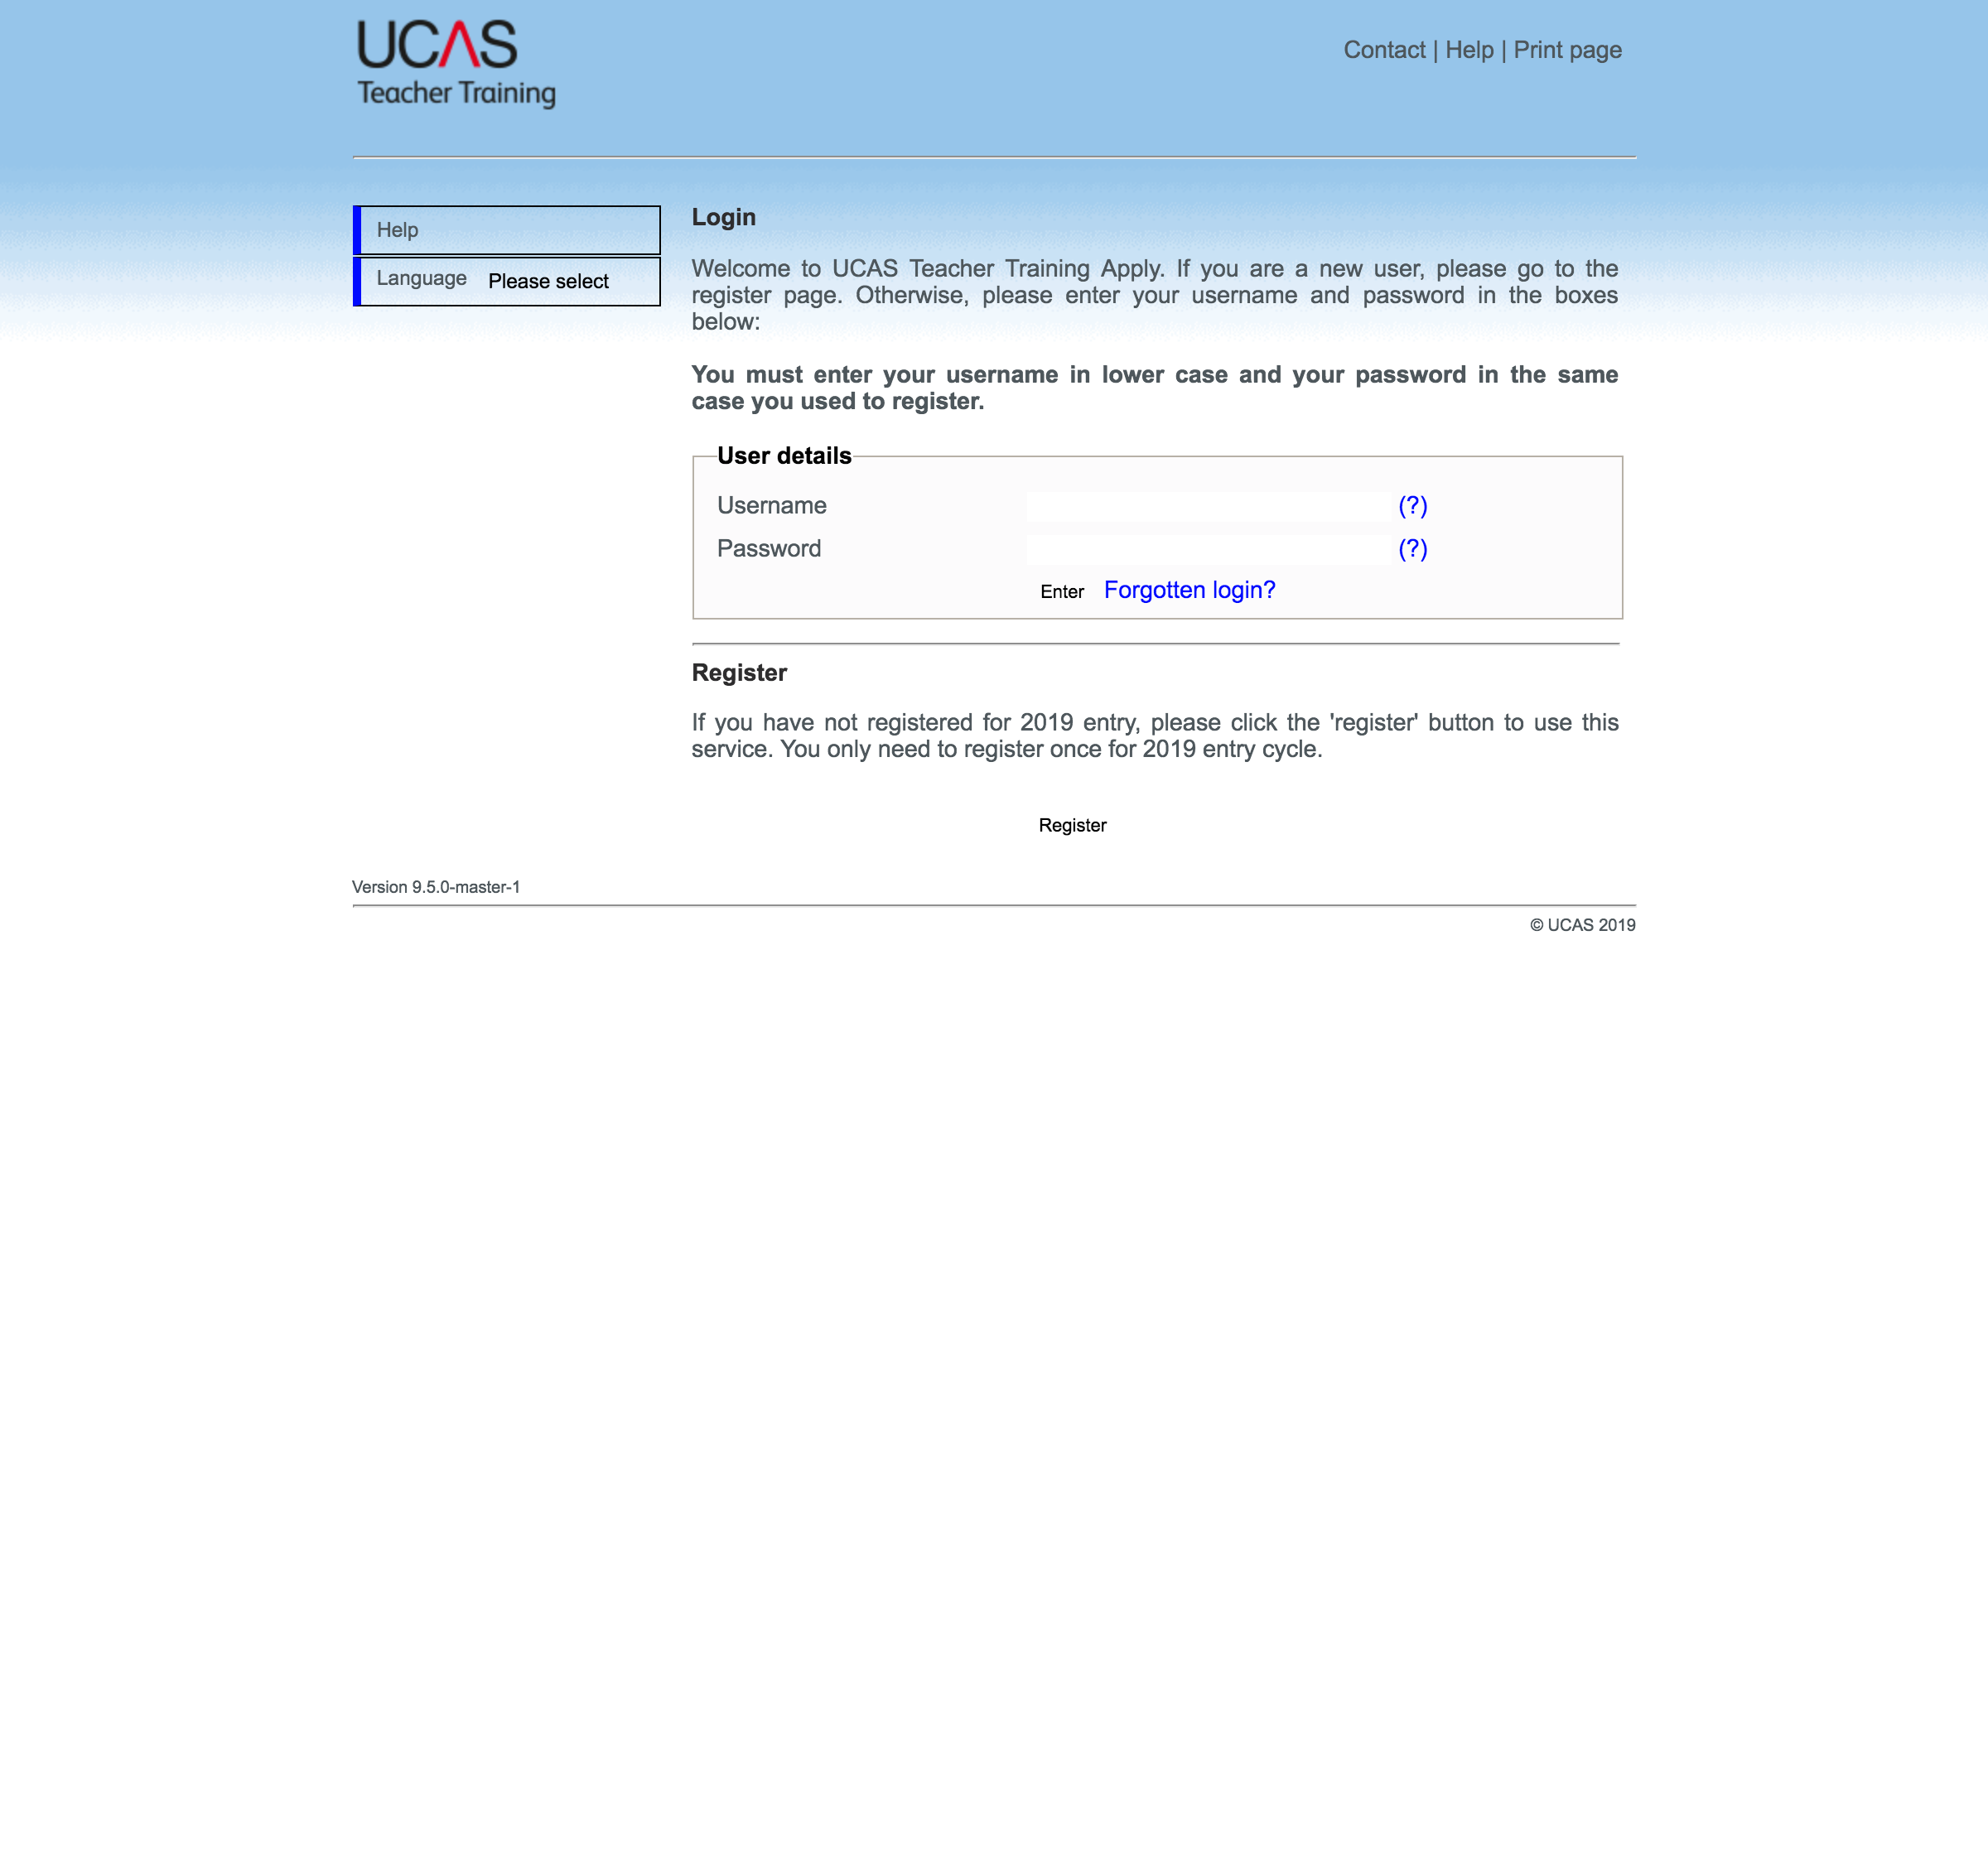 UCAS
Teacher Training
Contact | Help | Print page
Help
Language Please select
Login
Welcome to UCAS Teacher Training Apply. If you are a new user, please go to the
register page. Otherwise, please enter your username and password in the boxes
below:
You must enter your username in lower case and your password in the same
case you used to register.
User details
Username (?)
Password (?)
Enter Forgotten login?
Register
If you have not registered for 2019 entry, please click the 'register' button to use this
service. You only need to register once for 2019 entry cycle.
Register
Version 9.5.0-master-1
© UCAS 2019